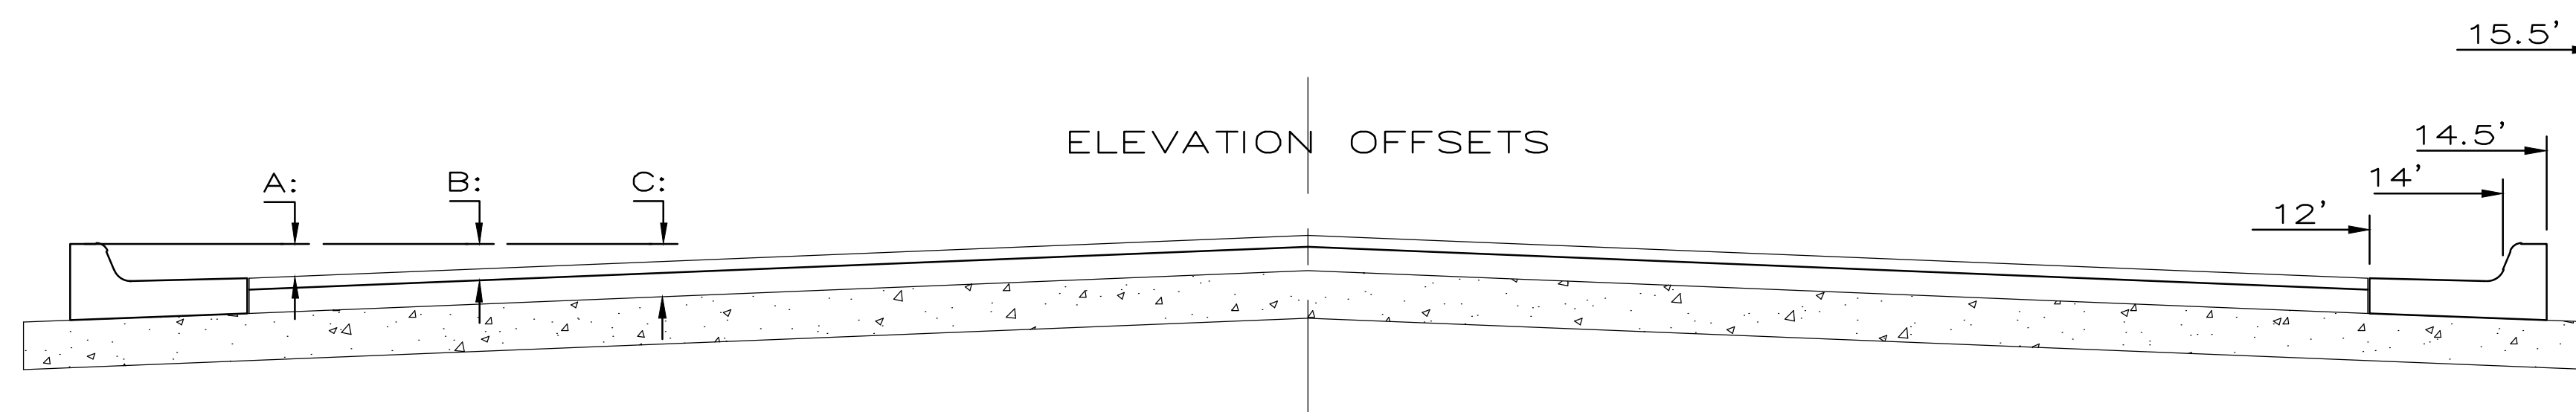 15.5'
ELEVATION OFFSETS
14.5'
A: B: C:
14'
12'